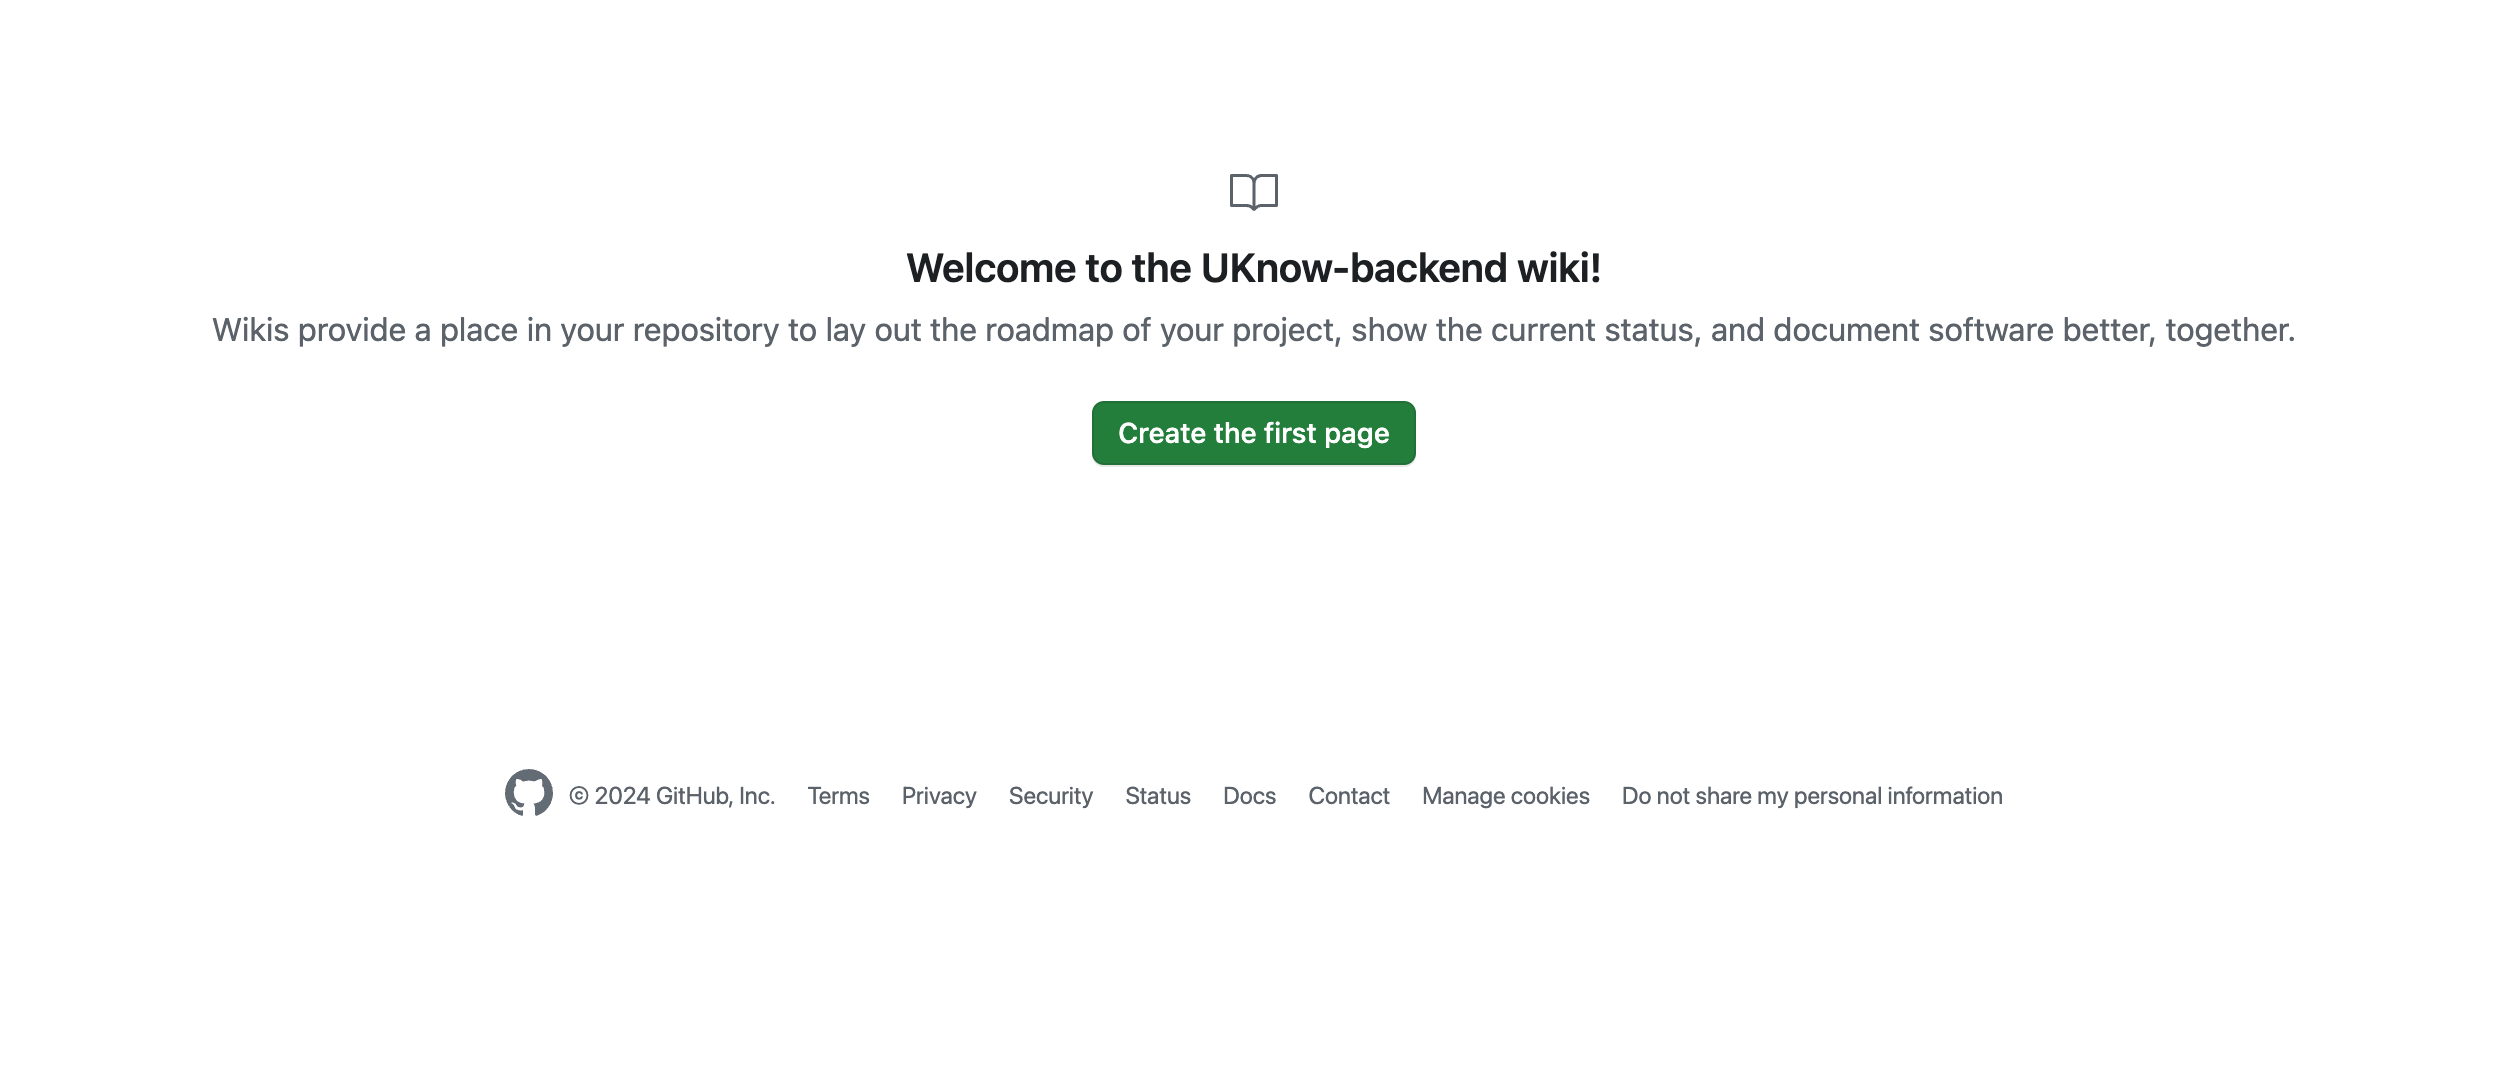 Welcome to the UKnow-backend wiki!
Wikis provide a place in your repository to lay out the roadmap of your project, show the current status, and document software better, together.
Create the first page
© 2024 GitHub, Inc. Terms Privacy Security Status Docs Contact Manage cookies Do not share my personal information